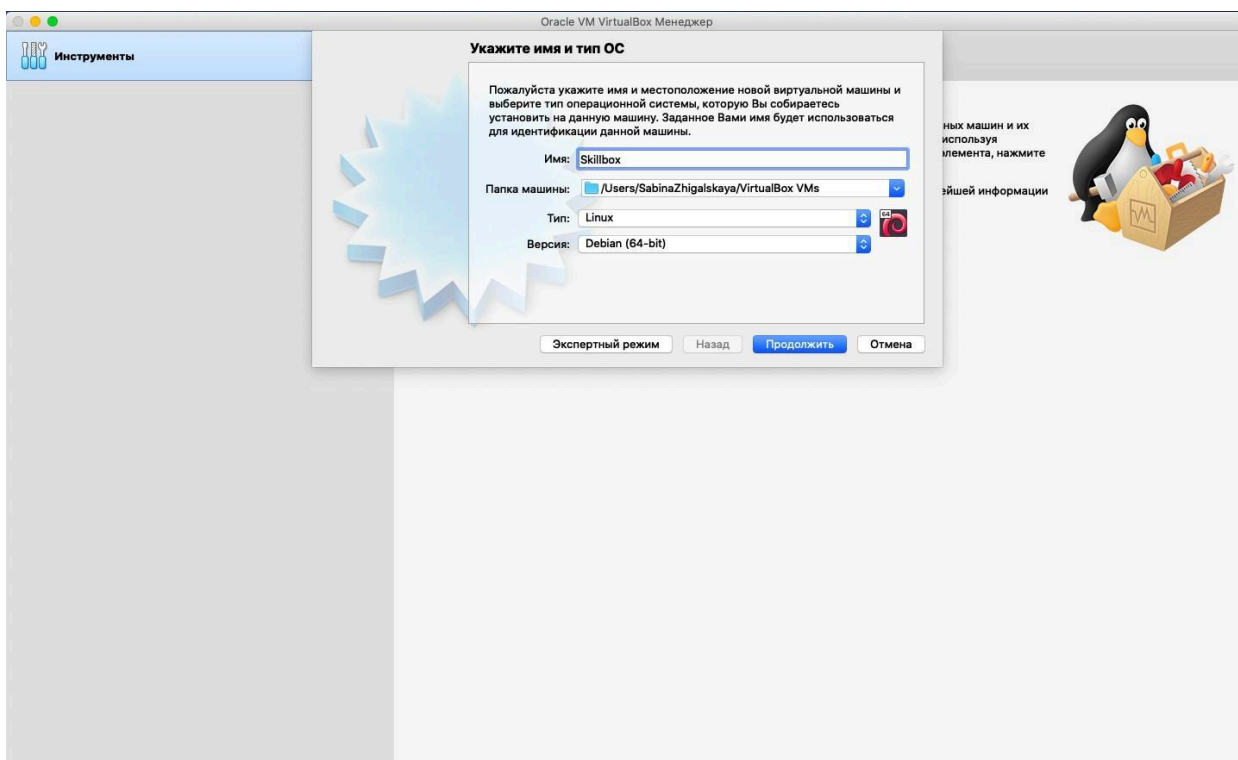 Oracle VM VirtualBox Менеджер
Инструменты
Укажите имя и тип ОС
Пожалуйста укажите имя и местоположение новой виртуальной машины и
выберите тип операционной системы, которую Вы собираетесь
установить на данную машину. Заданное Вами имя будет использоваться
для идентификации данной машины.
Имя: Skillbox
Папка машины: /Users/SabinaZhigalskaya/VirtualBox VMs
Тип: Linux
64
Версия: Debian (64-bit)
Экспертный режим Назад Продолжить Отмена
ных машин и их
используя
элемента, нажмите
ейшей информации